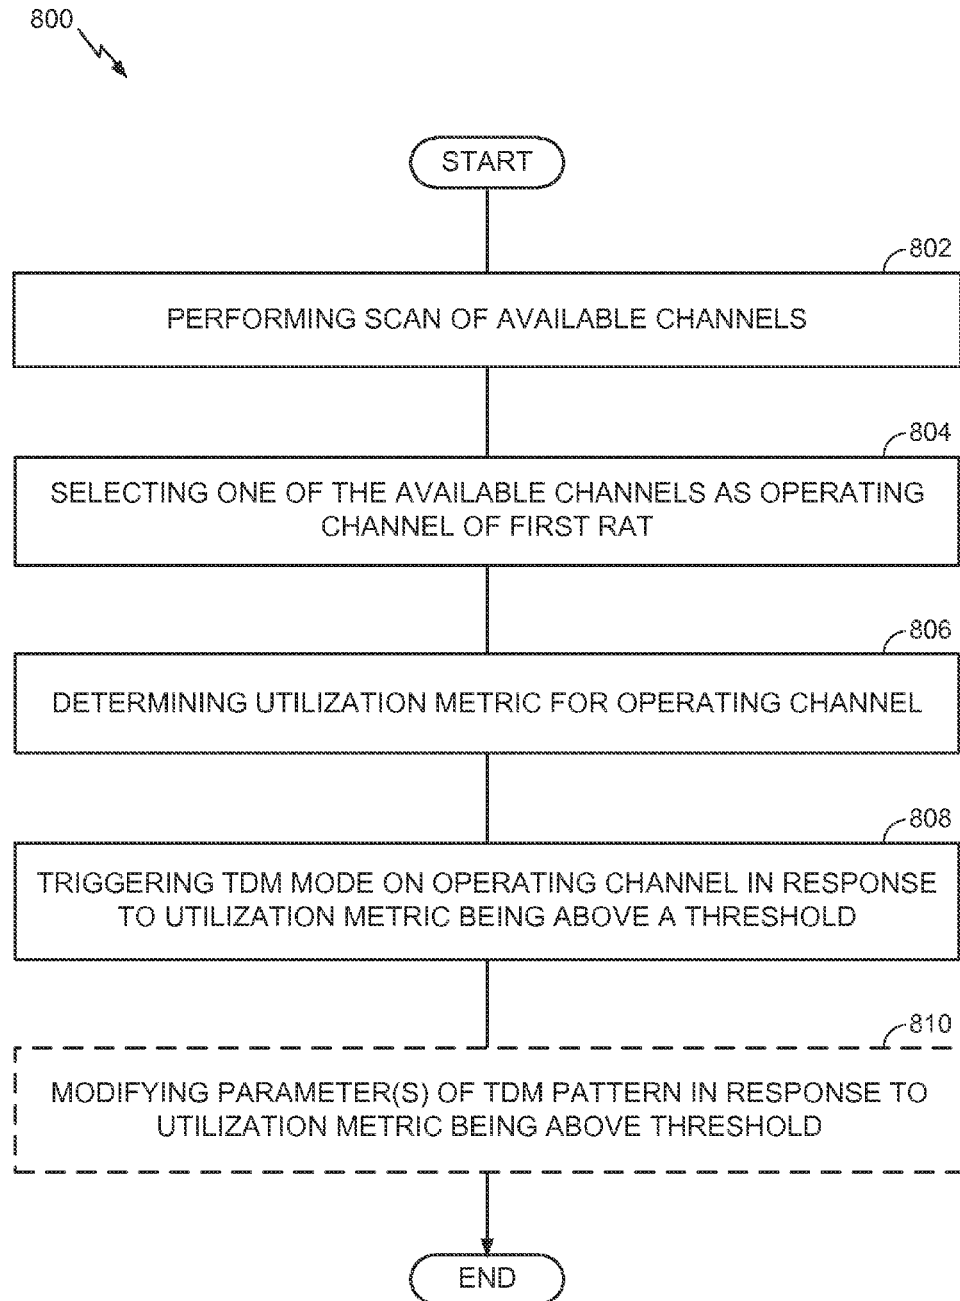 800
START
802
PERFORMING SCAN OF AVAILABLE CHANNELS
804
SELECTING ONE OF THE AVAILABLE CHANNELS AS OPERATING
CHANNEL OF FIRST RAT
806
DETERMINING UTILIZATION METRIC FOR OPERATING CHANNEL
808
TRIGGERING TDM MODE ON OPERATING CHANNEL IN RESPONSE
TO UTILIZATION METRIC BEING ABOVE A THRESHOLD
810
MODIFYING PARAMETER(S) OF TDM PATTERN IN RESPONSE TO
UTILIZATION METRIC BEING ABOVE THRESHOLD
END